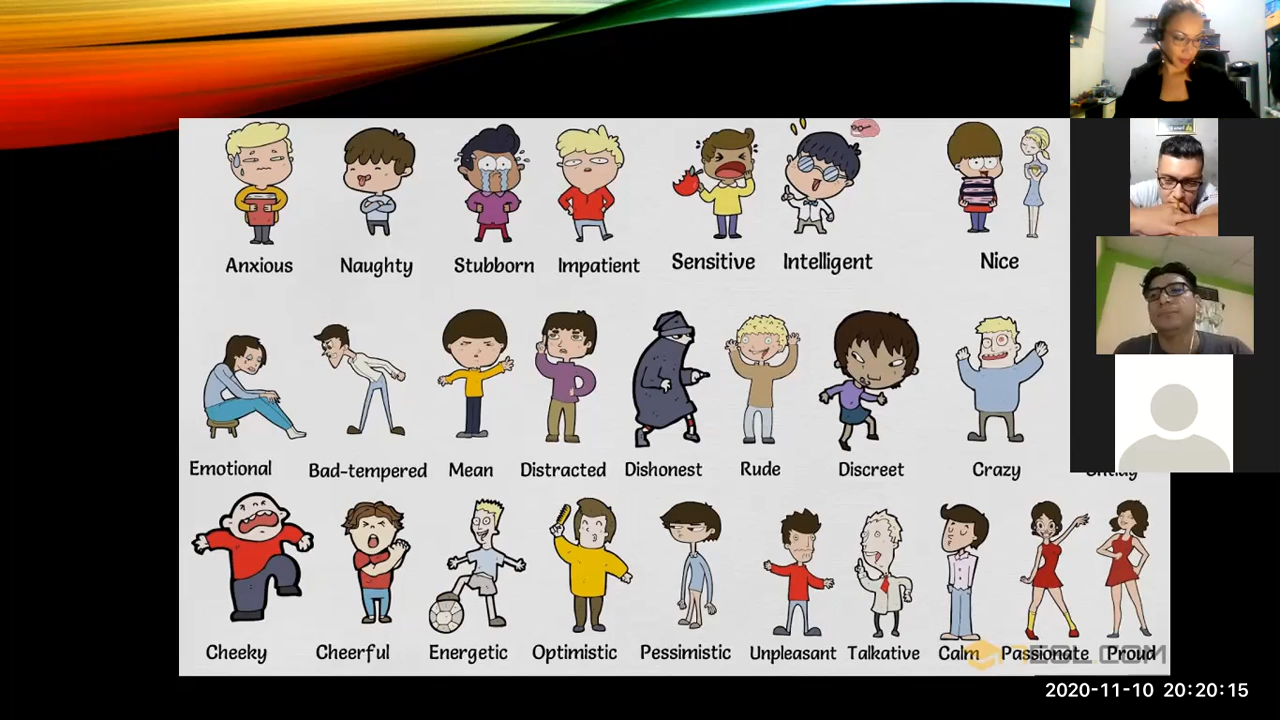 Anxious Naughty Stubborn Impatient Sensitive Intelligent Nice
Emotional Bad-tempered Mean Distracted Dishonest Rude Discreet Crazy
Cheeky Cheerful Energetic Optimistic Pessimistic Unpleasant Talkative Calm Passionate Proud
2020-11-10 20:20:15